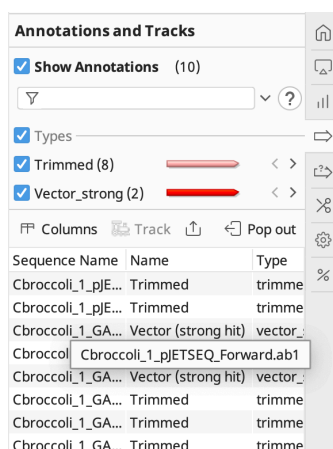 Annotations and Tracks
Show Annotations (10)
?
Types
Trimmed (8)
Vector_strong (2)
Columns Track Pop out
Sequence Name Name Type
Cbroccoli_1_pJE... Trimmed trimme
Cbroccoli_1_pJE... Trimmed trimme
Cbroccoli_1_GA... Vector (strong hit) vector_
Cbroccol
Cbroccoli_1_pJETSEQ_Forward.ab1
Cbroccoli_1_GA... Vector (strong hit) vector_
Cbroccoli_1_GA... Trimmed trimme
Cbroccoli_1_GA... Trimmed trimme
Cbroccoli_1_GA... Trimmed trimme